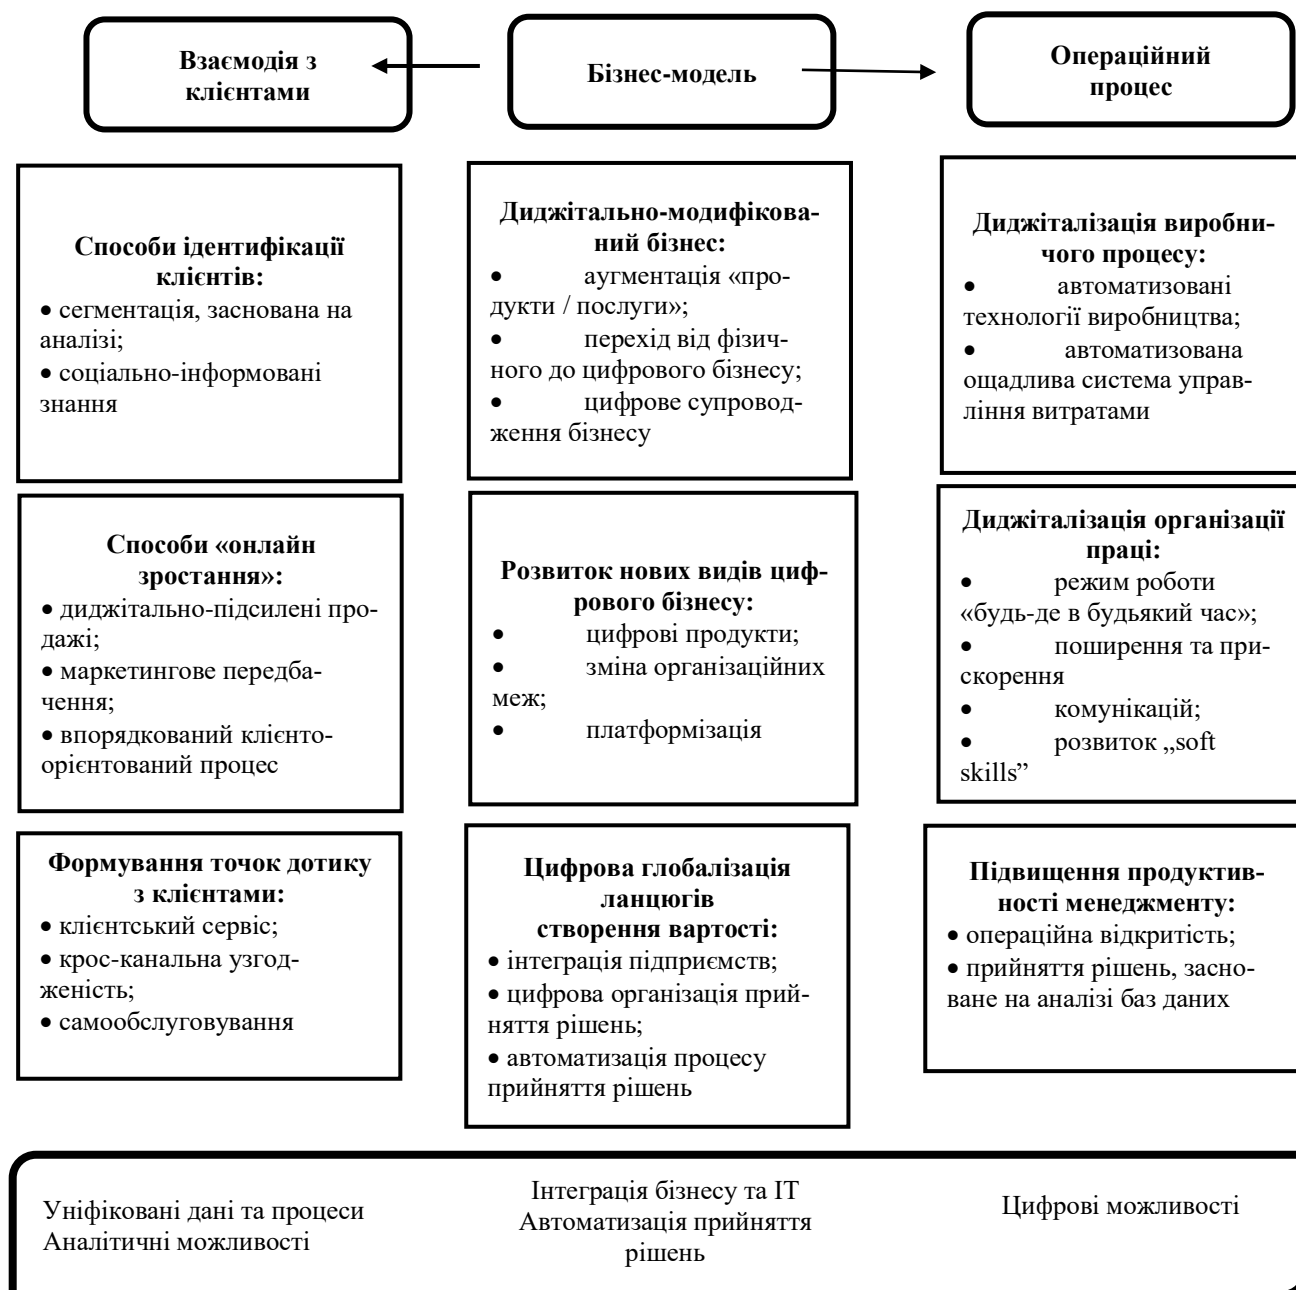 Взаємодія з
клієнтами
Бізнес-модель
Операційний
процес
Способи ідентифікації
клієнтів:
• сегментація, заснована на
аналізі;
• соціально-інформовані
знання
Диджітально-модифікова-
ний бізнес:
• аугментація «про-
дукти / послуги»;
• перехід від фізич-
ного до цифрового бізнесу;
• цифрове супровод-
ження бізнесу
Диджіталізація виробни-
чого процесу:
• автоматизовані
технології виробництва;
• автоматизована
ощадлива система управ-
ління витратами
Способи «онлайн
зростання»:
• диджітально-підсилені про-
дажі;
• маркетингове передба-
чення;
• впорядкований клієнто-
орієнтований процес
Розвиток нових видів циф-
рового бізнесу:
• цифрові продукти;
• зміна організаційних
меж;
• платформізація
Диджіталізація організації
праці:
• режим роботи
«будь-де в будьякий час»;
• поширення та при-
скорення
• комунікацій;
• розвиток „soft
skills”
Формування точок дотику
з клієнтами:
• клієнтський сервіс;
• крос-канальна узгод-
женість;
• самообслуговування
Цифрова глобалізація
ланцюгів
створення вартості:
• інтеграція підприємств;
• цифрова організація прий-
няття рішень;
• автоматизація процесу
прийняття рішень
Підвищення продуктив-
ності менеджменту:
• операційна відкритість;
• прийняття рішень, засно-
ване на аналізі баз даних
Уніфіковані дані та процеси
Аналітичні можливості
Інтеграція бізнесу та ІТ
Автоматизація прийняття
рішень
Цифрові можливості